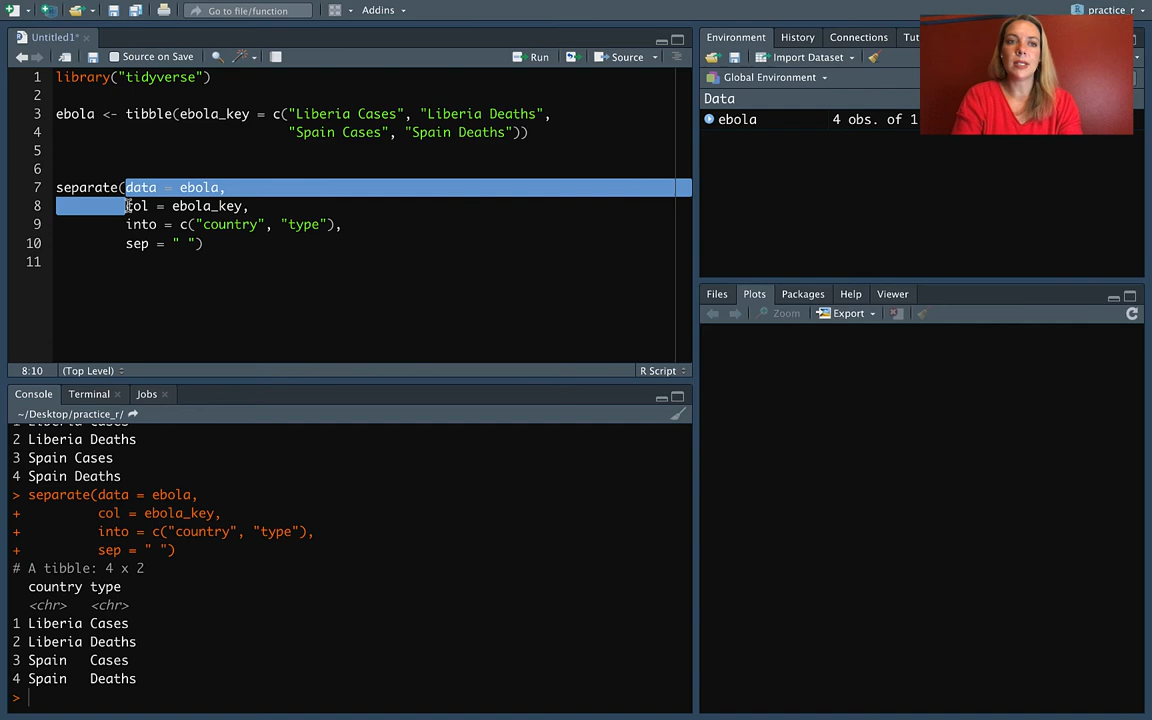 Go to file/function
Addins
practice_r
Untitled1*
Source on Save
Run
Source
1 library("tidyverse")
2
3 ebola <- tibble(ebola_key = c("Liberia Cases", "Liberia Deaths",
4 "Spain Cases", "Spain Deaths"))
5
6
7 separate(data = ebola,
8 col = ebola_key,
9 into = c("country", "type"),
10 sep = " ")
11
8:10 (Top Level) R Script
Console Terminal Jobs
~/Desktop/practice_r/
2 Liberia Deaths
3 Spain Cases
4 Spain Deaths
> separate(data = ebola,
+ col = ebola_key,
+ into = c("country", "type"),
+ sep = " ")
# A tibble: 4 x 2
country type
<chr> <chr>
1 Liberia Cases
2 Liberia Deaths
3 Spain Cases
4 Spain Deaths
>
Environment History Connections Tut
Import Dataset
Global Environment
Data
ebola 4 obs. of 1
Files Plots Packages Help Viewer
Zoom Export